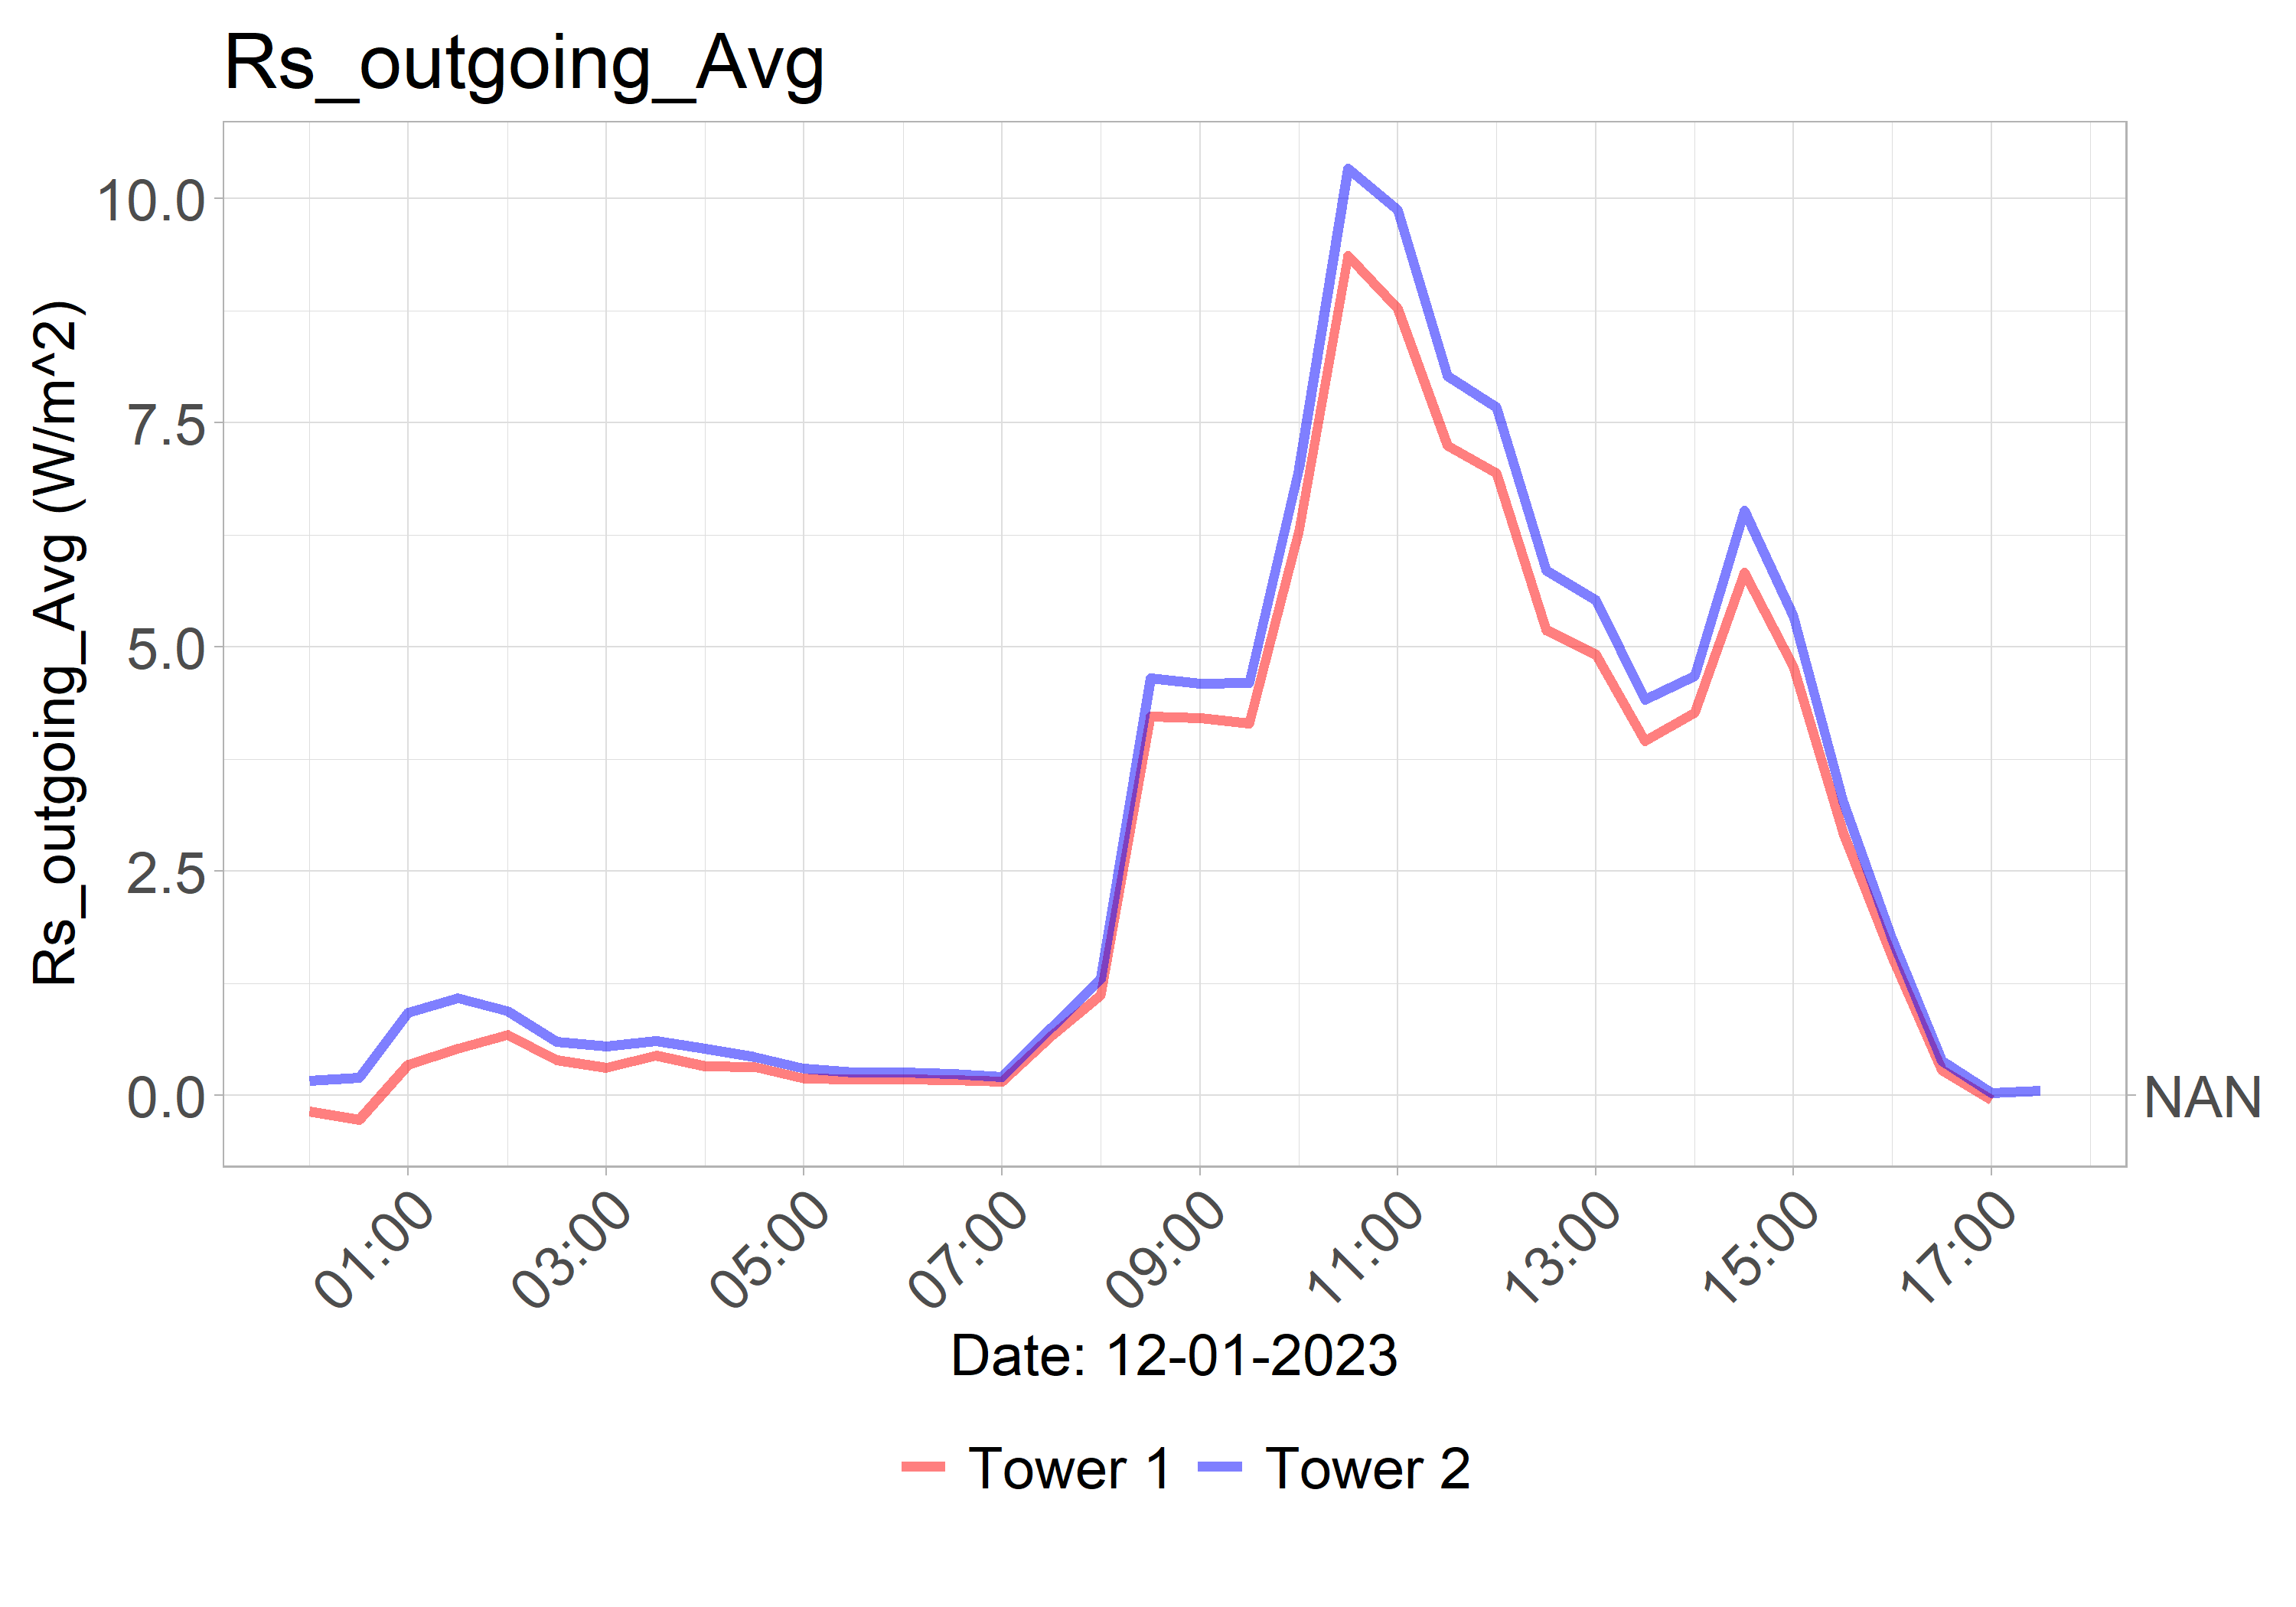 Rs_outgoing_Avg
Rs_outgoing_Avg (W/m^2)
10.0
7.5
5.0
2.5
0.0
NAN
01:00
03:00
05:00
07:00
09:00
11:00
13:00
15:00
17:00
Date: 12-01-2023
Tower 1
Tower 2